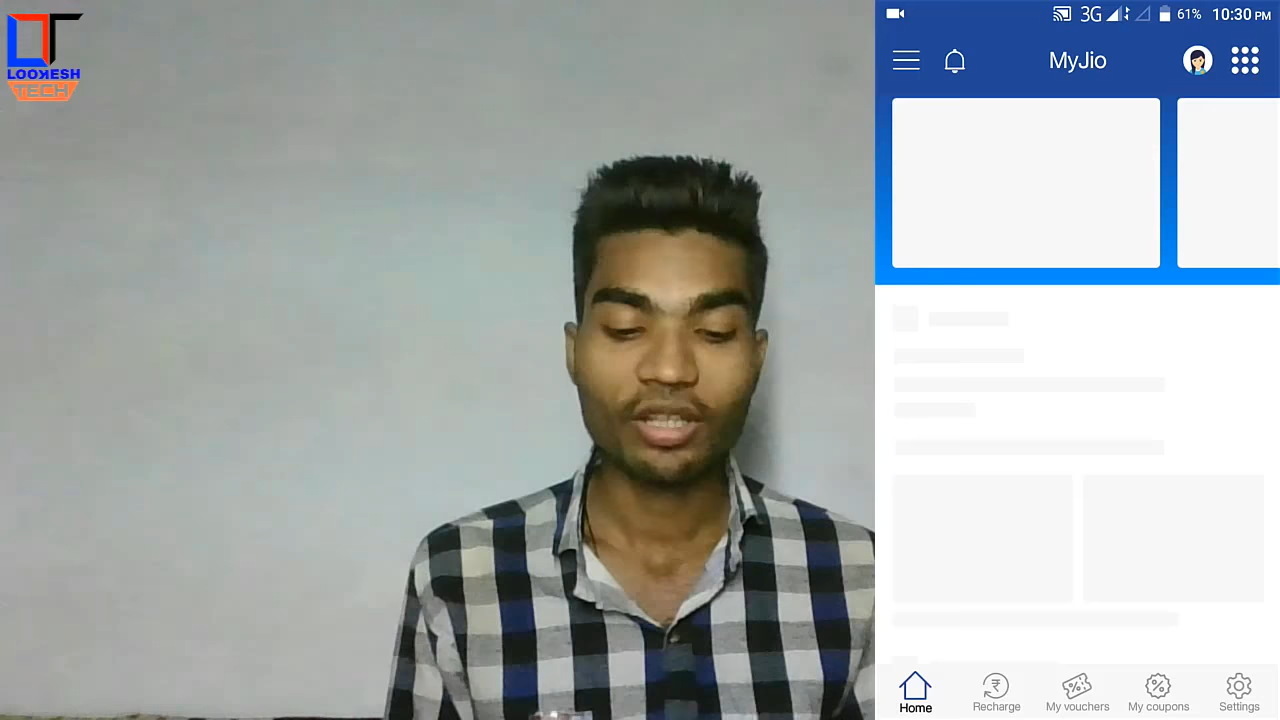 LOOKESH
TECH
3G 61% 10:30 PM
MyJio
Home
Recharge
My vouchers
My coupons
Settings